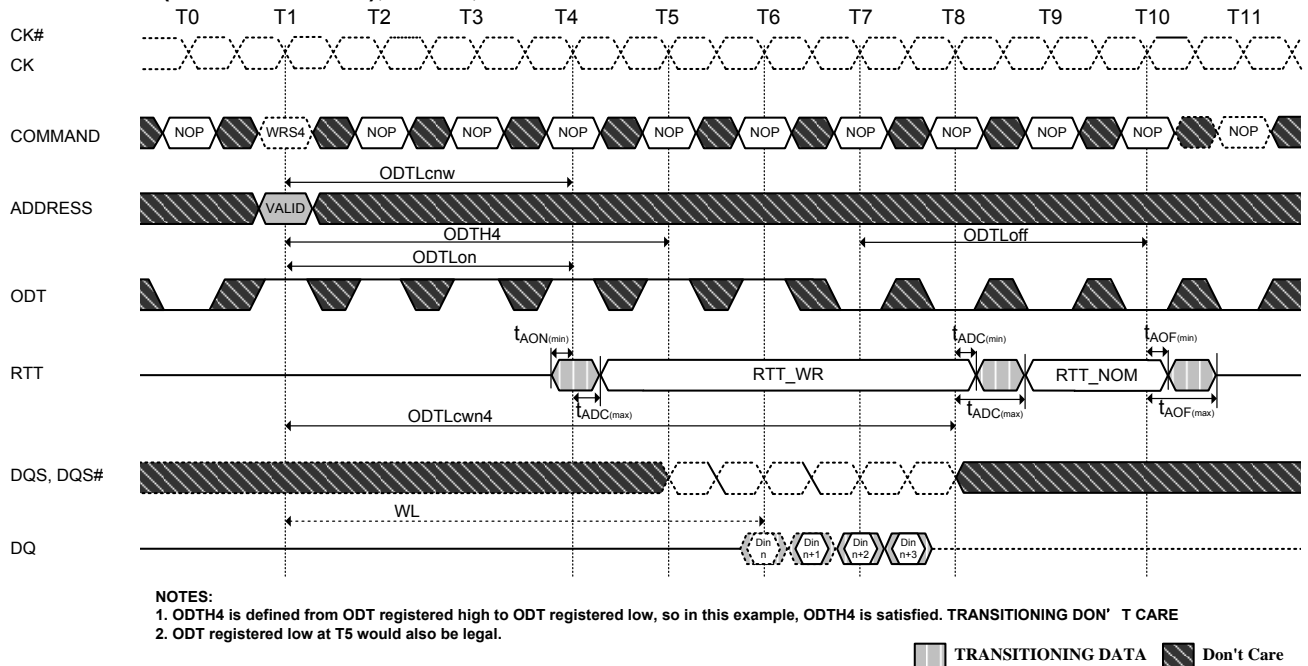 T0 T1 T2 T3 T4 T5 T6 T7 T8 T9 T10 T11
CK#
CK
COMMAND NOP WRS4 NOP NOP NOP NOP NOP NOP NOP NOP NOP NOP
ODTLcnw
ADDRESS VALID
ODTH4 ODTLoff
ODTLon
ODT
tAON(min) tADC(min) tAOF(min)
RTT RTT_WR RTT_NOM
tADC(max) tADC(max) tAOF(max)
ODTLcwn4
DQS, DQS#
WL
DQ Din n Din n+1 Din n+2 Din n+3
NOTES:
1. ODTH4 is defined from ODT registered high to ODT registered low, so in this example, ODTH4 is satisfied. TRANSITIONING DON’ T CARE
2. ODT registered low at T5 would also be legal.
TRANSITIONING DATA Don't Care